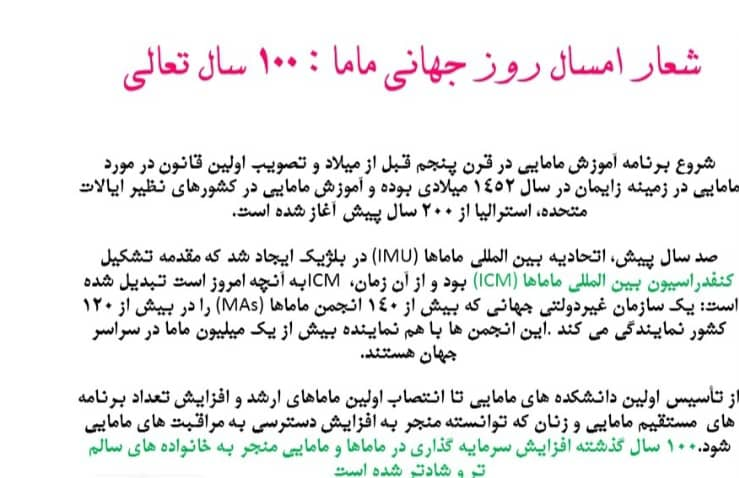 شعار امسال روز جهانی ماما : ۱۰۰ سال تعالی
شروع برنامه آموزش مامایی در قرن پنجم قبل از میلاد و تصویب اولین قانون در مورد
مامایی در زمینه زایمان در سال ١٤٥٢ میلادی بوده و آموزش مامایی در کشورهای نظیر ایالات
متحده، استرالیا از ٢٠٠ سال پیش آغاز شده است.
صد سال پیش، اتحادیه بین المللی ماماها (IMU) در بلژیک ایجاد شد که مقدمه تشکیل
کنفدراسیون بین المللی ماماها (ICM) بود و از آن زمان، ICMبه آنچه امروز است تبدیل شده
است: یک سازمان غیردولتی جهانی که بیش از ١٤٠ انجمن ماماها (MAs) را در بیش از ١٢٠
کشور نمایندگی می کند .این انجمن ها با هم نماینده بیش از یک میلیون ماما در سراسر
جهان هستند.
از تأسیس اولین دانشکده های مامایی تا انتصاب اولین ماماهای ارشد و افزایش تعداد برنامه
های مستقیم مامایی و زنان که توانسته منجر به افزایش دسترسی به مراقبت های مامایی
شود.١٠٠ سال گذشته افزایش سرمایه گذاری در ماماها و مامایی منجر به خانواده های سالم
تر و شادتر شده است